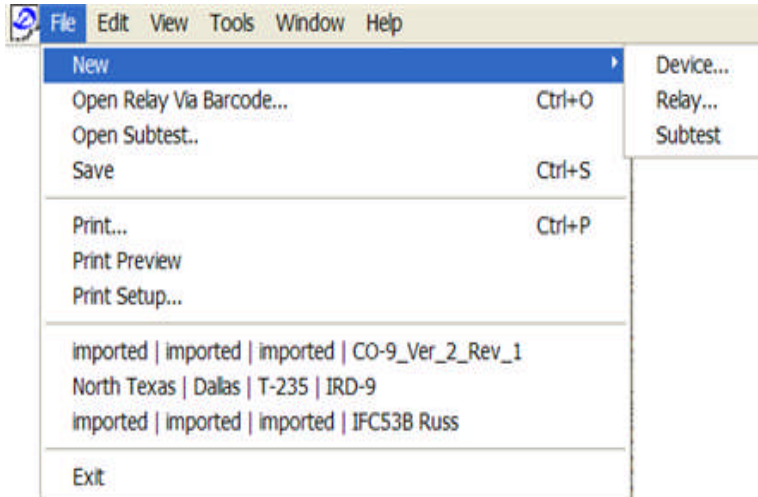 File Edit View Tools Window Help
New
Device...
Open Relay Via Barcode... Ctrl+O
Relay...
Open Subtest..
Subtest
Save Ctrl+S
Print... Ctrl+P
Print Preview
Print Setup...
imported | imported | imported | CO-9_Ver_2_Rev_1
North Texas | Dallas | T-235 | IRD-9
imported | imported | imported | IFC53B Russ
Exit